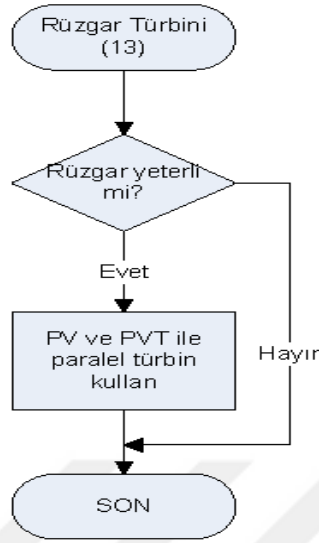 Rüzgar Türbini
(13)
Rüzgar yeterli
mi?
Evet
PV ve PVT ile
paralel türbin
kullan
Hayır
SON